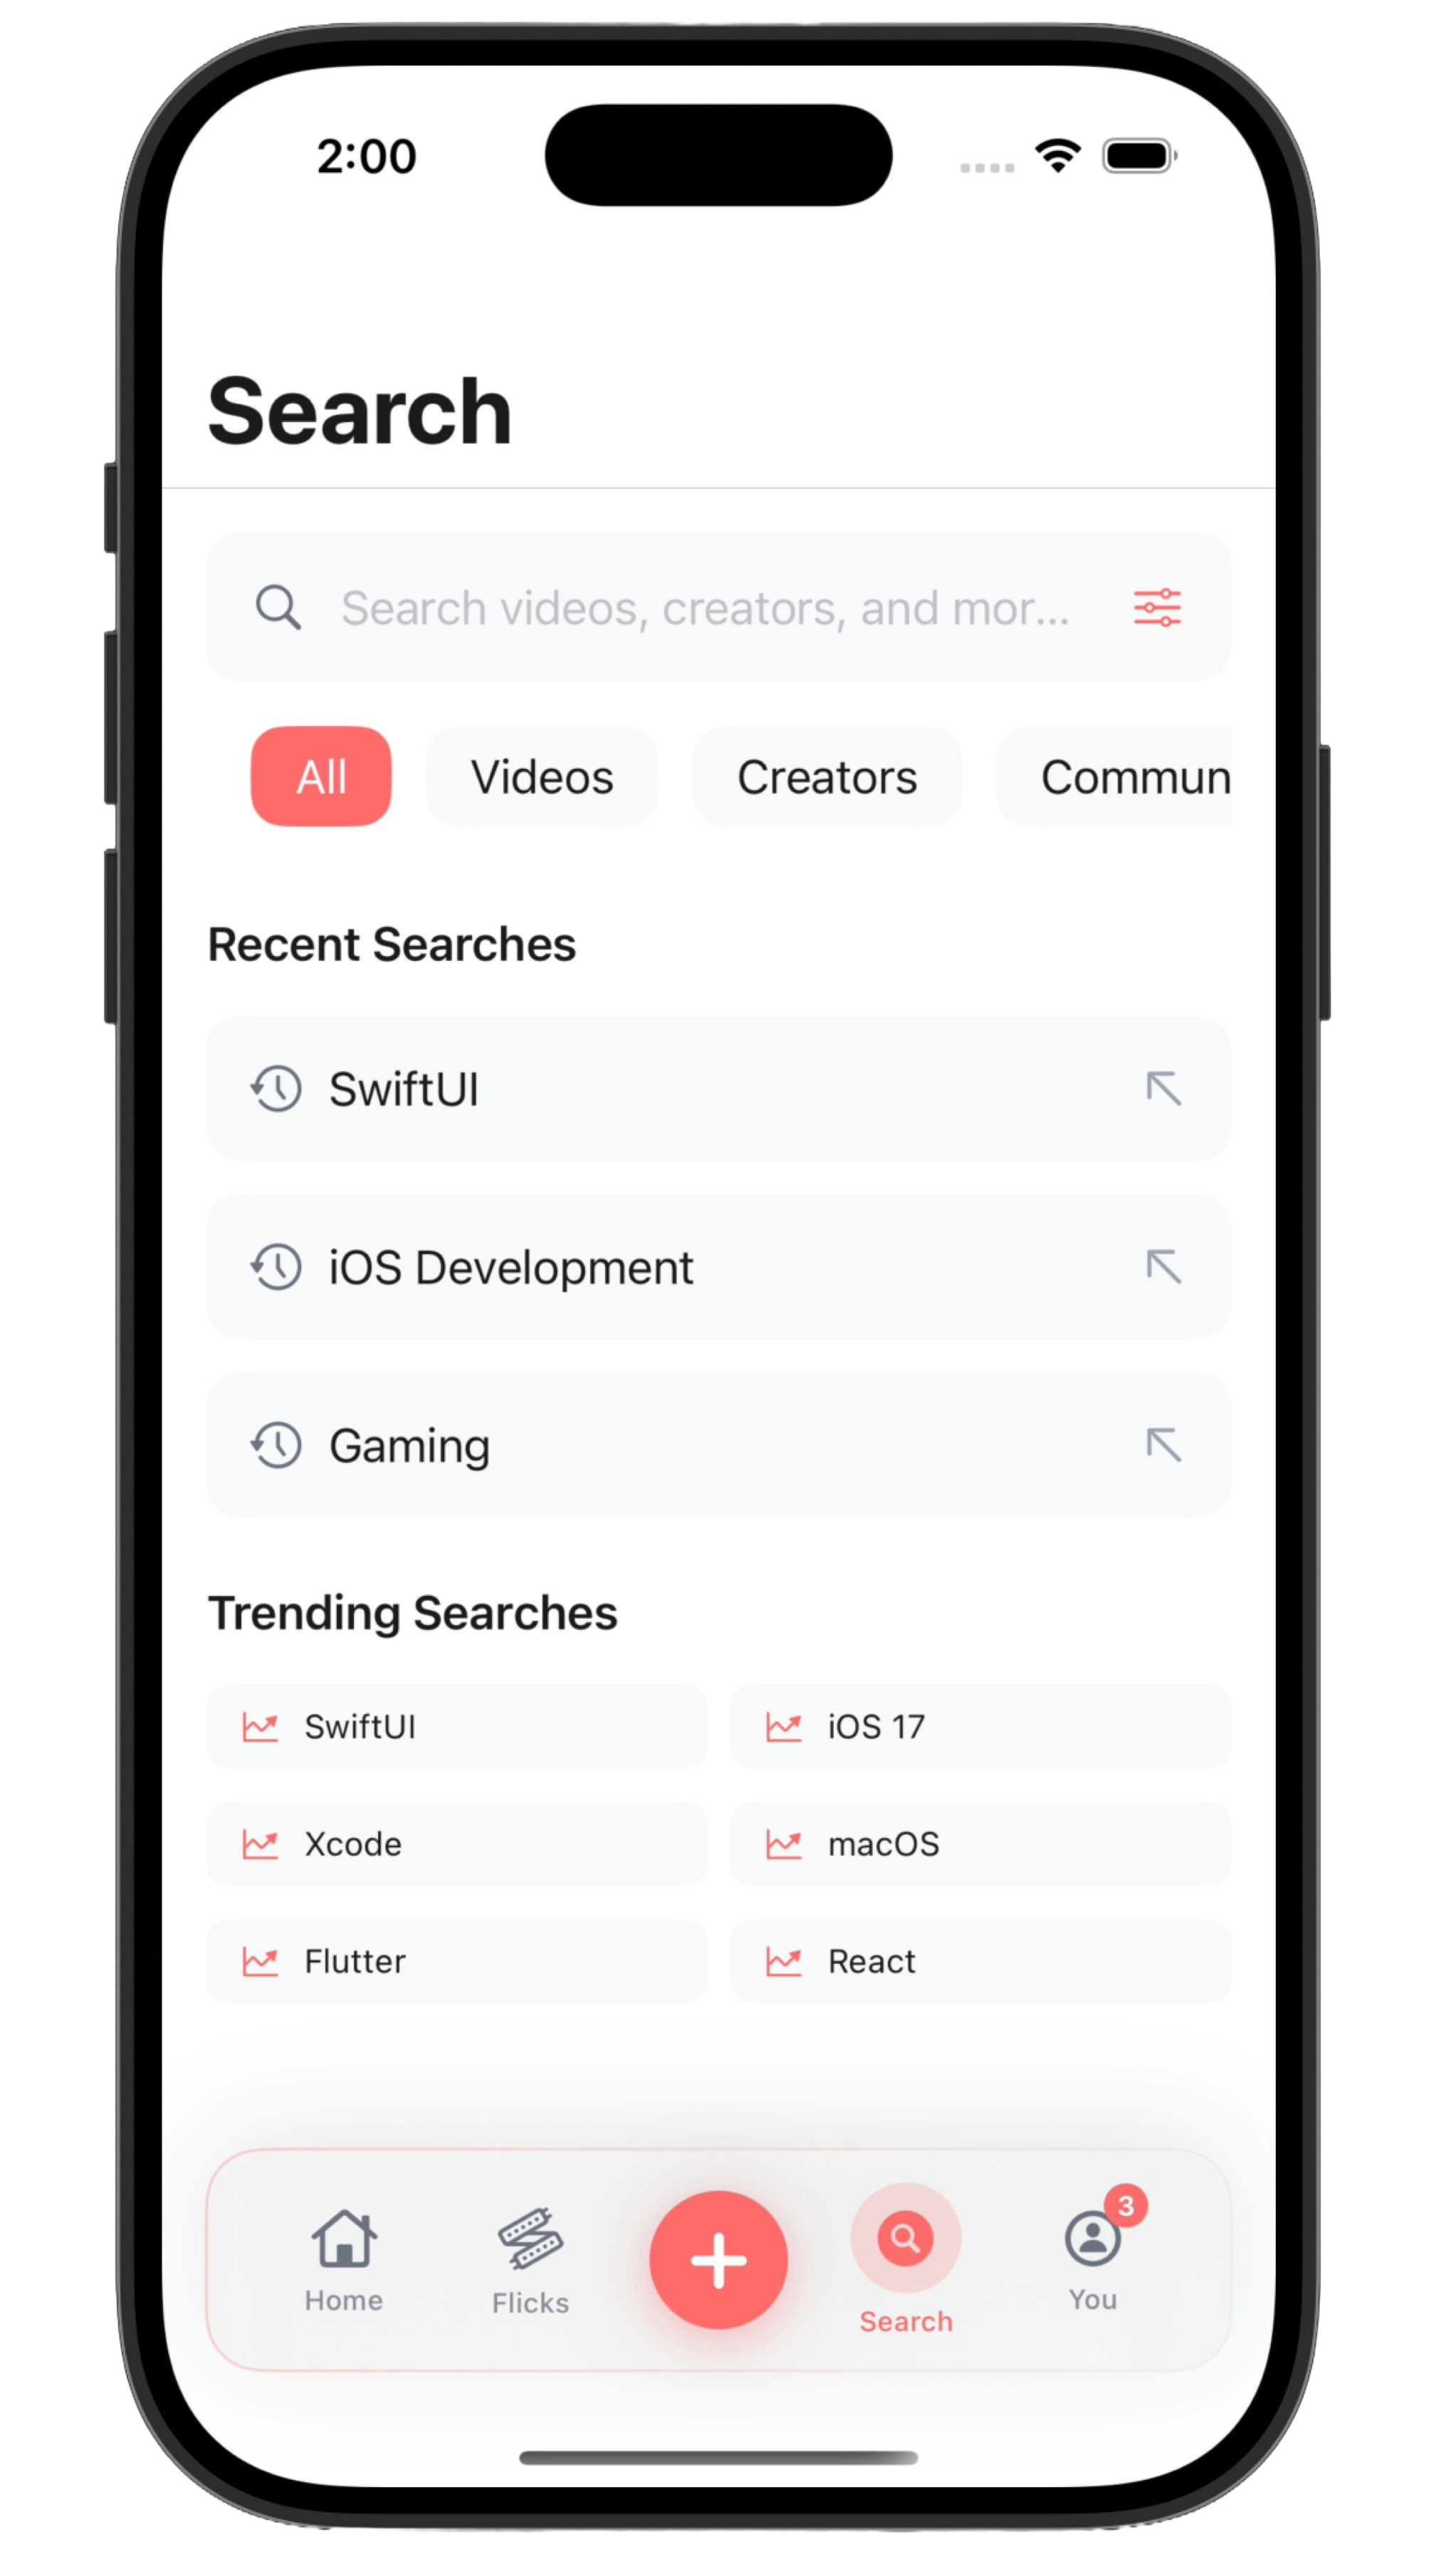 2:00
Search
Search videos, creators, and mor...
All Videos Creators Commun
Recent Searches
SwiftUI
iOS Development
Gaming
Trending Searches
SwiftUI iOS 17
Xcode macOS
Flutter React
3
Home Flicks Search You